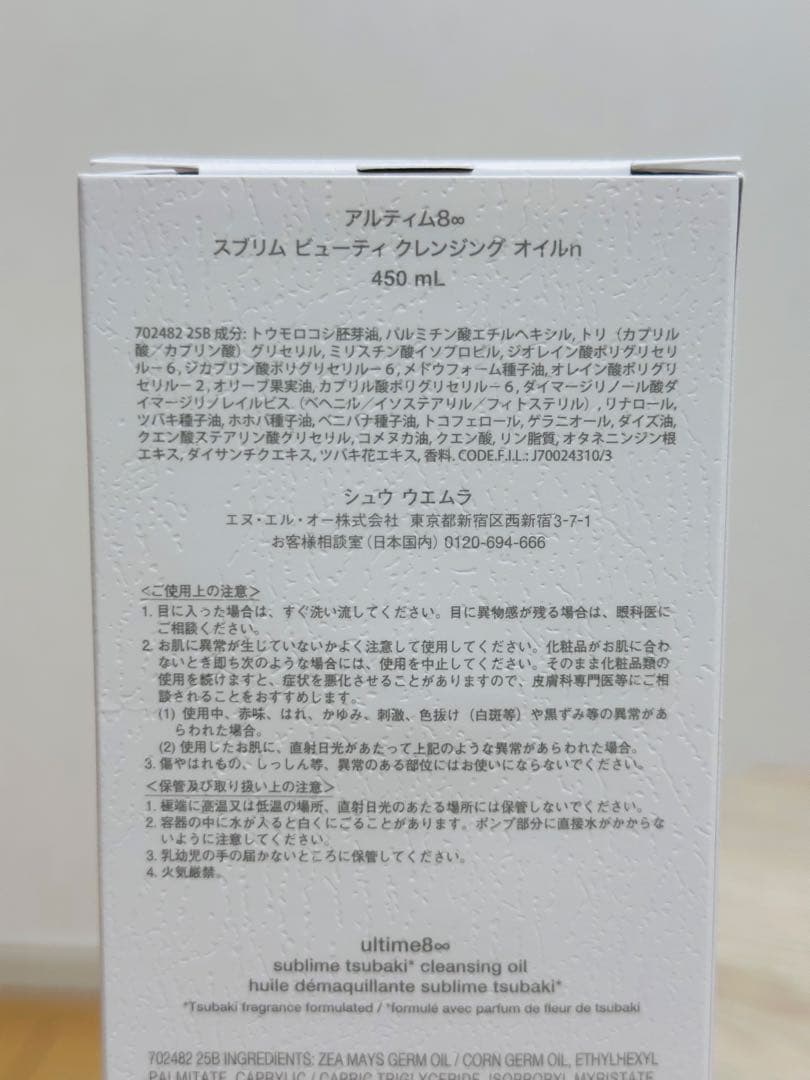 アルティム8∞
スブリム ビューティ クレンジング オイルn
450 mL
702482 25B 成分: トウモロコシ胚芽油, パルミチン酸エチルヘキシル, トリ（カプリル
酸／カプリン酸）グリセリル, ミリスチン酸イソプロピル, ジオレイン酸ポリグリセリ
ル－6, ジカプリン酸ポリグリセリル－6, メドウフォーム種子油, オレイン酸ポリグリ
セリル－2, オリーブ果実油, カプリル酸ポリグリセリル－6, ダイマージリノール酸ダ
イマージリノレイルビス（ベヘニル／イソステアリル／フィトステリル）, リナロール,
ツバキ種子油, ホホバ種子油, ベニバナ種子油, トコフェロール, ゲラニオール, ダイズ油,
クエン酸ステアリン酸グリセリル, コメヌカ油, クエン酸, リン脂質, オタネニンジン根
エキス, ダイサンチクエキス, ツバキ花エキス, 香料. CODE.F.I.L.: J70024310/3
シュウ ウエムラ
エヌ・エル・オー株式会社 東京都新宿区西新宿3-7-1
お客様相談室（日本国内）0120-694-666
＜ご使用上の注意＞
1. 目に入った場合は、すぐ洗い流してください。目に異物感が残る場合は、眼科医に
ご相談ください。
2. お肌に異常が生じていないかよく注意して使用してください。化粧品がお肌に合わ
ないとき即ち次のような場合には、使用を中止してください。そのまま化粧品類の
使用を続けますと、症状を悪化させることがありますので、皮膚科専門医等にご相
談されることをおすすめします。
(1) 使用中、赤味、はれ、かゆみ、刺激、色抜け（白斑等）や黒ずみ等の異常があ
らわれた場合。
(2) 使用したお肌に、直射日光があたって上記のような異常があらわれた場合。
3. 傷やはれもの、しっしん等、異常のある部位にはお使いにならないでください。
＜保管及び取り扱い上の注意＞
1. 極端に高温又は低温の場所、直射日光のあたる場所には保管しないでください。
2. 容器の中に水が入ると白くにごることがあります。ポンプ部分に直接水がかからな
いように注意してください。
3. 乳幼児の手の届かないところに保管してください。
4. 火気厳禁。
ultime8∞
sublime tsubaki* cleansing oil
huile démaquillante sublime tsubaki*
*Tsubaki fragrance formulated / *formulé avec parfum de fleur de tsubaki
702482 25B INGREDIENTS: ZEA MAYS GERM OIL / CORN GERM OIL, ETHYLHEXYL
PALMITATE, CAPRYLIC / CAPRIC TRIGLYCERIDE, ISOPROPYL MYRISTATE,